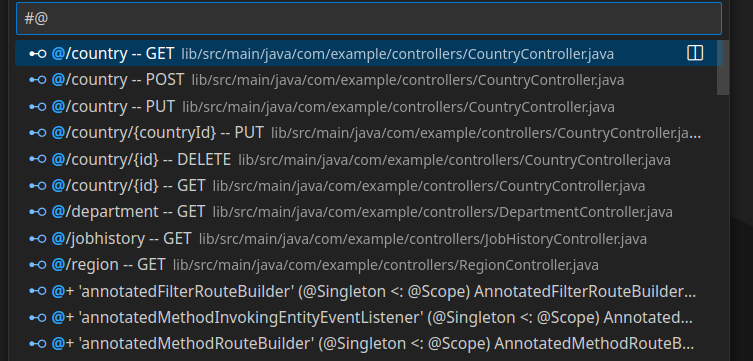 #@
@/country -- GET lib/src/main/java/com/example/controllers/CountryController.java
@/country -- POST lib/src/main/java/com/example/controllers/CountryController.java
@/country -- PUT lib/src/main/java/com/example/controllers/CountryController.java
@/country/{countryId} -- PUT lib/src/main/java/com/example/controllers/CountryController.ja...
@/country/{id} -- DELETE lib/src/main/java/com/example/controllers/CountryController.java
@/country/{id} -- GET lib/src/main/java/com/example/controllers/CountryController.java
@/department -- GET lib/src/main/java/com/example/controllers/DepartmentController.java
@/jobhistory -- GET lib/src/main/java/com/example/controllers/JobHistoryController.java
@/region -- GET lib/src/main/java/com/example/controllers/RegionController.java
@+ 'annotatedFilterRouteBuilder' (@Singleton <: @Scope) AnnotatedFilterRouteBuilder...
@+ 'annotatedMethodInvokingEntityEventListener' (@Singleton <: @Scope) Annotated...
@+ 'annotatedMethodRouteBuilder' (@Singleton <: @Scope) AnnotatedMethodRouteB...